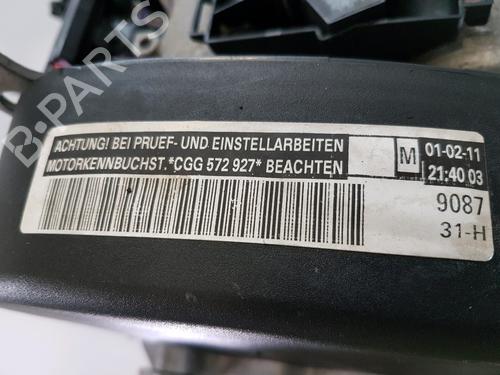 ACHTUNG! BEI PRUEF- UND EINSTELLARBEITEN
MOTORKENNBUCHST. *CGG 572 927* BEACHTEN
M
01-02-11
21:40 03
9087
31-H
B-PARTS